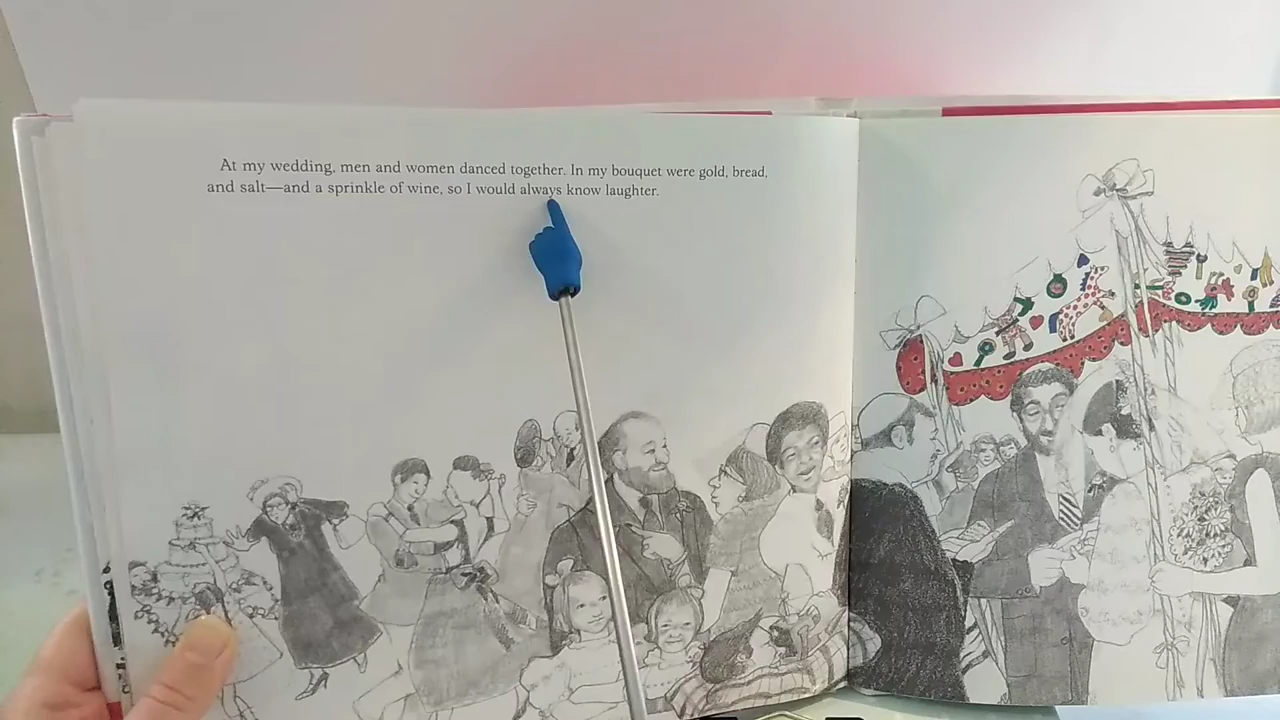 At my wedding, men and women danced together. In my bouquet were gold, bread,
and salt—and a sprinkle of wine, so I would always know laughter.